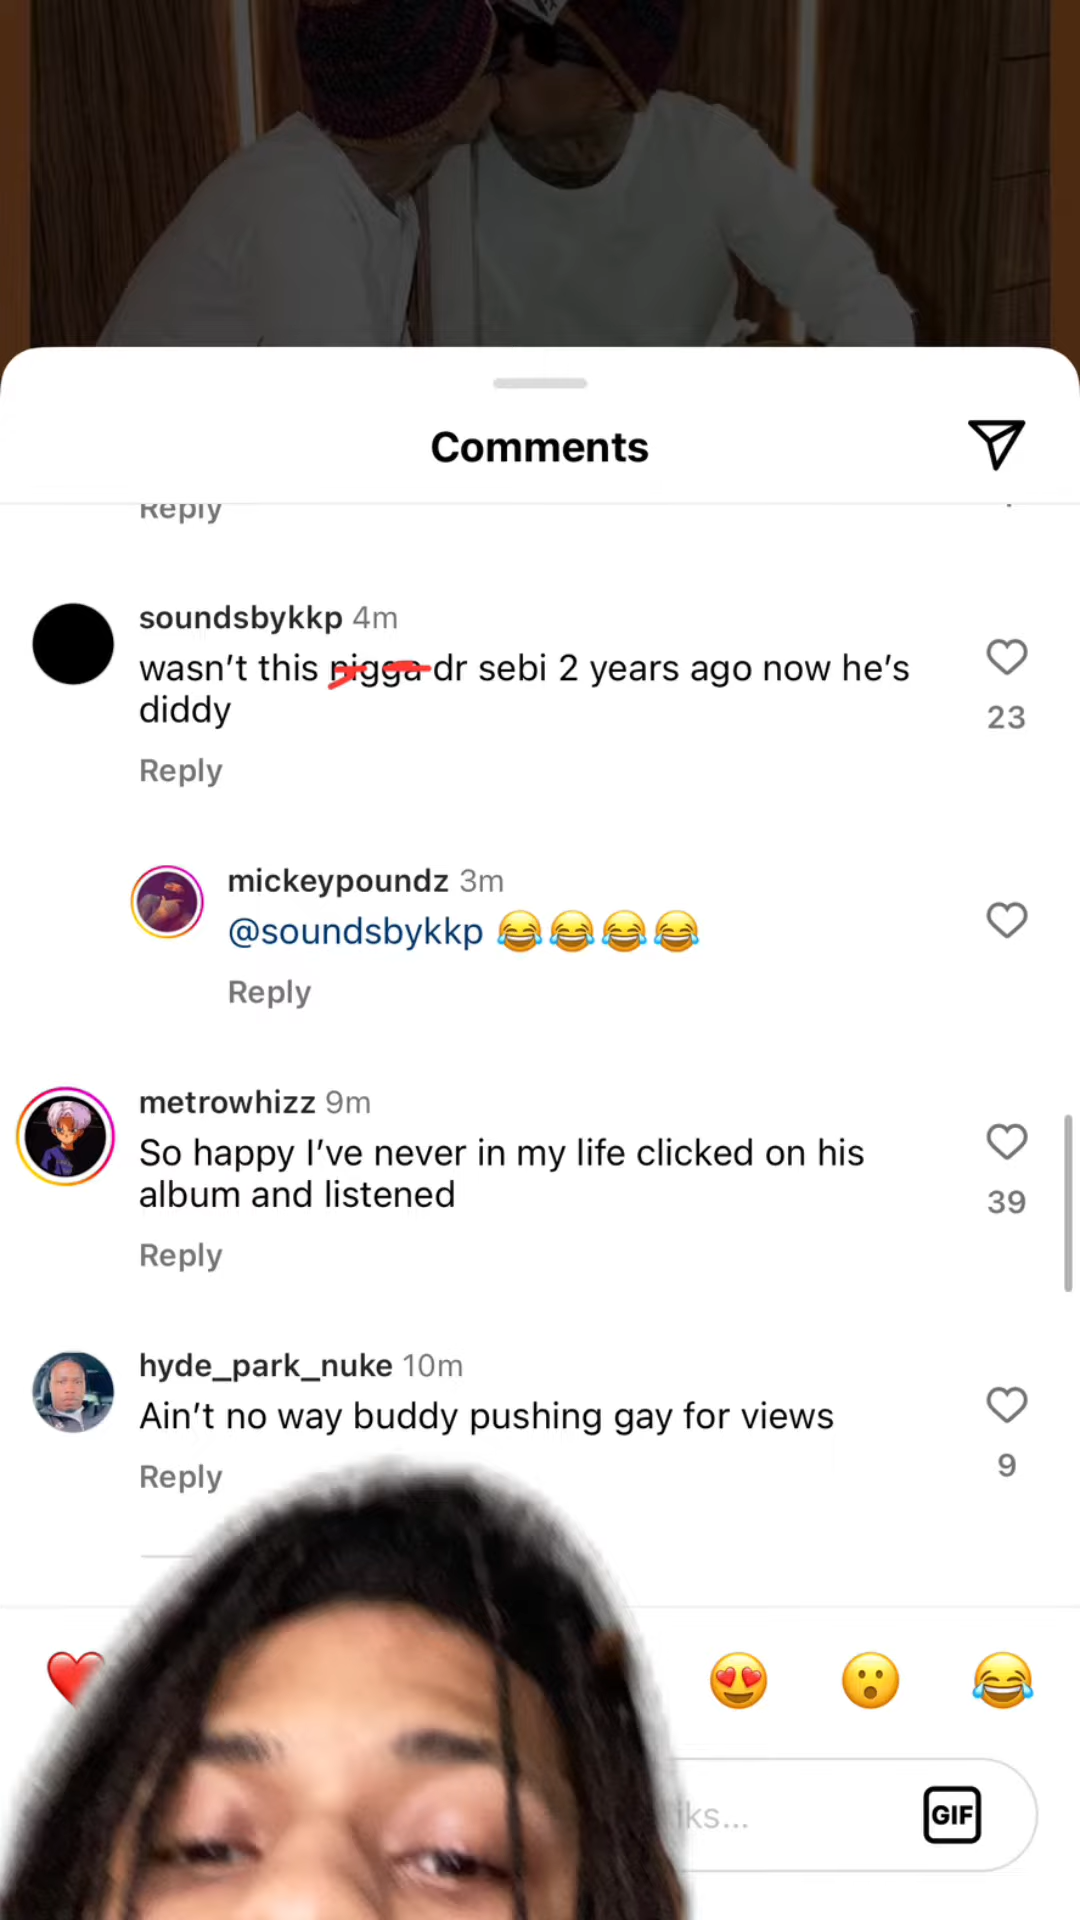 Comments
Reply
soundsbykkp 4m
wasn't this nigga dr sebi 2 years ago now he's
diddy
23
Reply
mickeypoundz 3m
@soundsbykkp 😂😂😂😂
Reply
metrowhizz 9m
So happy I've never in my life clicked on his
album and listened
39
Reply
hyde_park_nuke 10m
Ain't no way buddy pushing gay for views
9
Reply
GIF